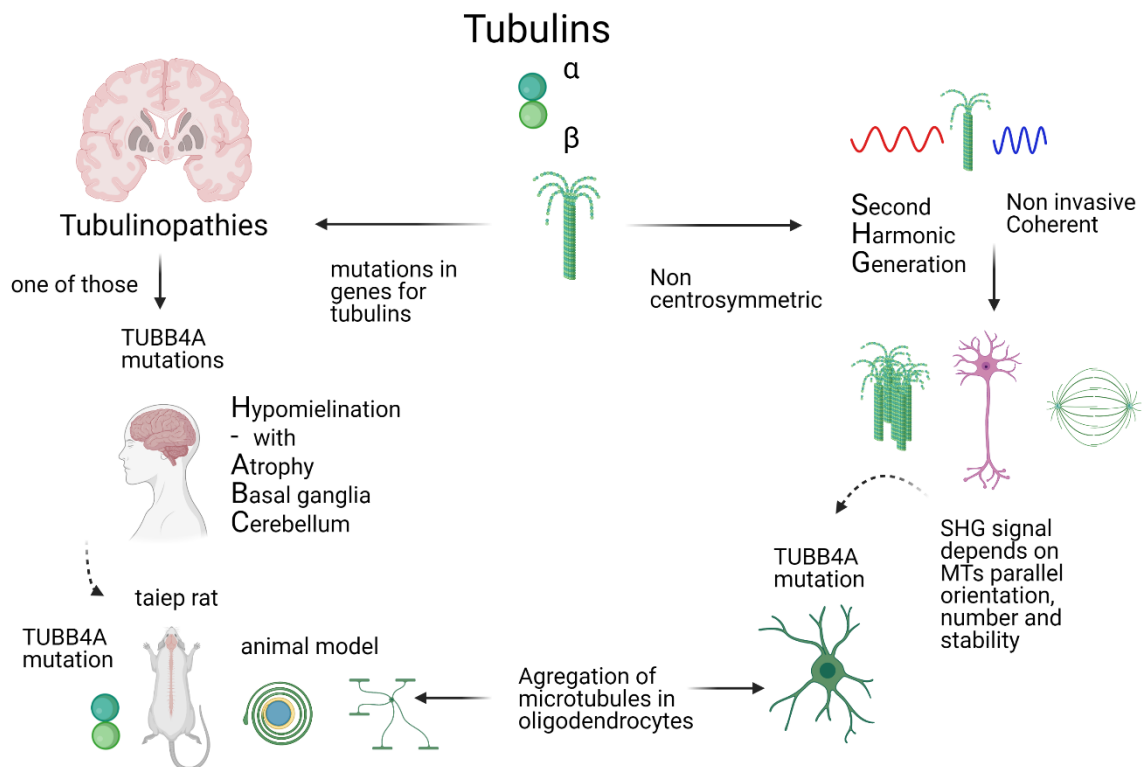 Tubulins
α
β
Tubulinopathies
mutations in
genes for
tubulins
Non
centrosymmetric
Second
Harmonic
Generation
Non invasive
Coherent
one of those
TUBB4A
mutations
Hypomielination
- with
Atrophy
Basal ganglia
Cerebellum
SHG signal
depends on
MTs parallel
orientation,
number and
stability
TUBB4A
mutation
taiep rat
TUBB4A
mutation
animal model
Agregation of
microtubules in
oligodendrocytes